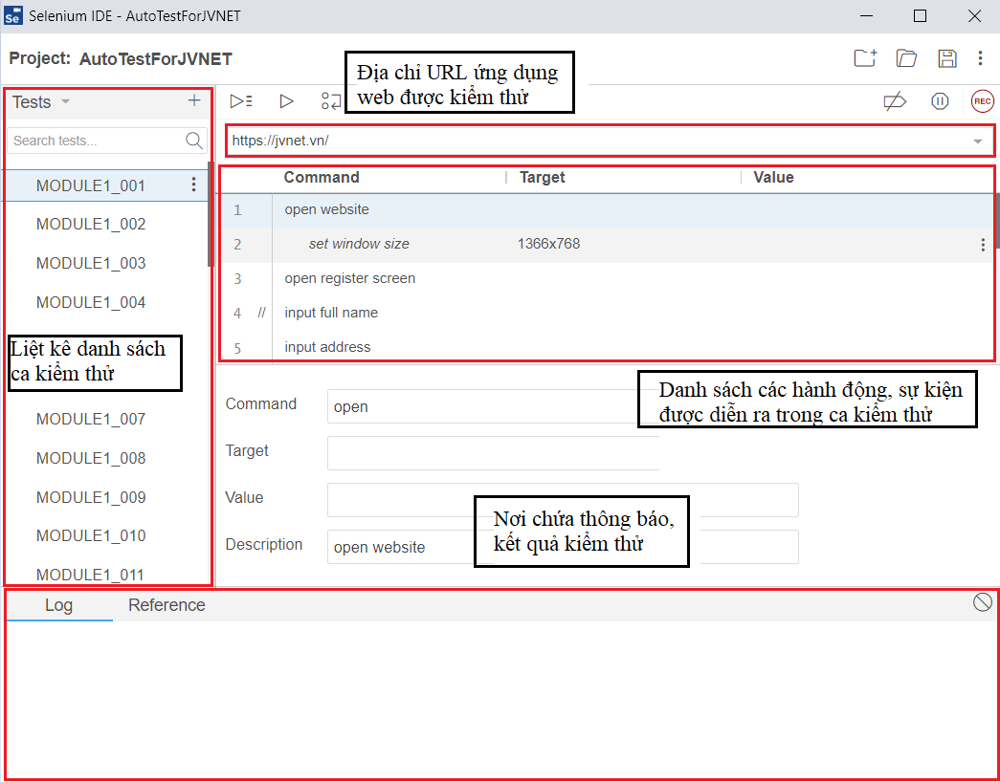 Selenium IDE - AutoTestForJVNET
Project: AutoTestForJVNET
Địa chỉ URL ứng dụng
web được kiểm thử
Tests
REC
Search tests...
https://jvnet.vn/
Command Target Value
MODULE1_001
MODULE1_002
MODULE1_003
MODULE1_004
Liệt kê danh sách
ca kiểm thử
MODULE1_007
MODULE1_008
MODULE1_009
MODULE1_010
MODULE1_011
1 open website
2 set window size 1366x768
3 open register screen
4 // input full name
5 input address
Danh sách các hành động, sự kiện
được diễn ra trong ca kiểm thử
Command open
Target
Value
Nơi chứa thông báo,
kết quả kiểm thử
Description open website
Log Reference